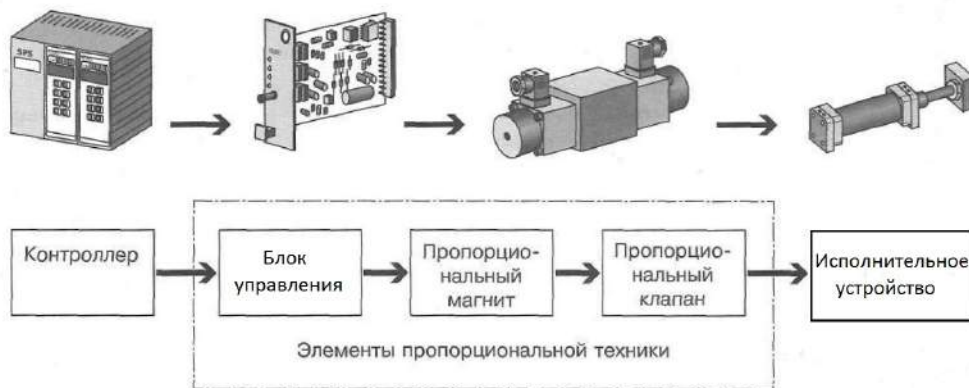 SPS
Контроллер
Блок
управления
Пропорцио-
нальный
магнит
Пропорцио-
нальный
клапан
Исполнительное
устройство
Элементы пропорциональной техники